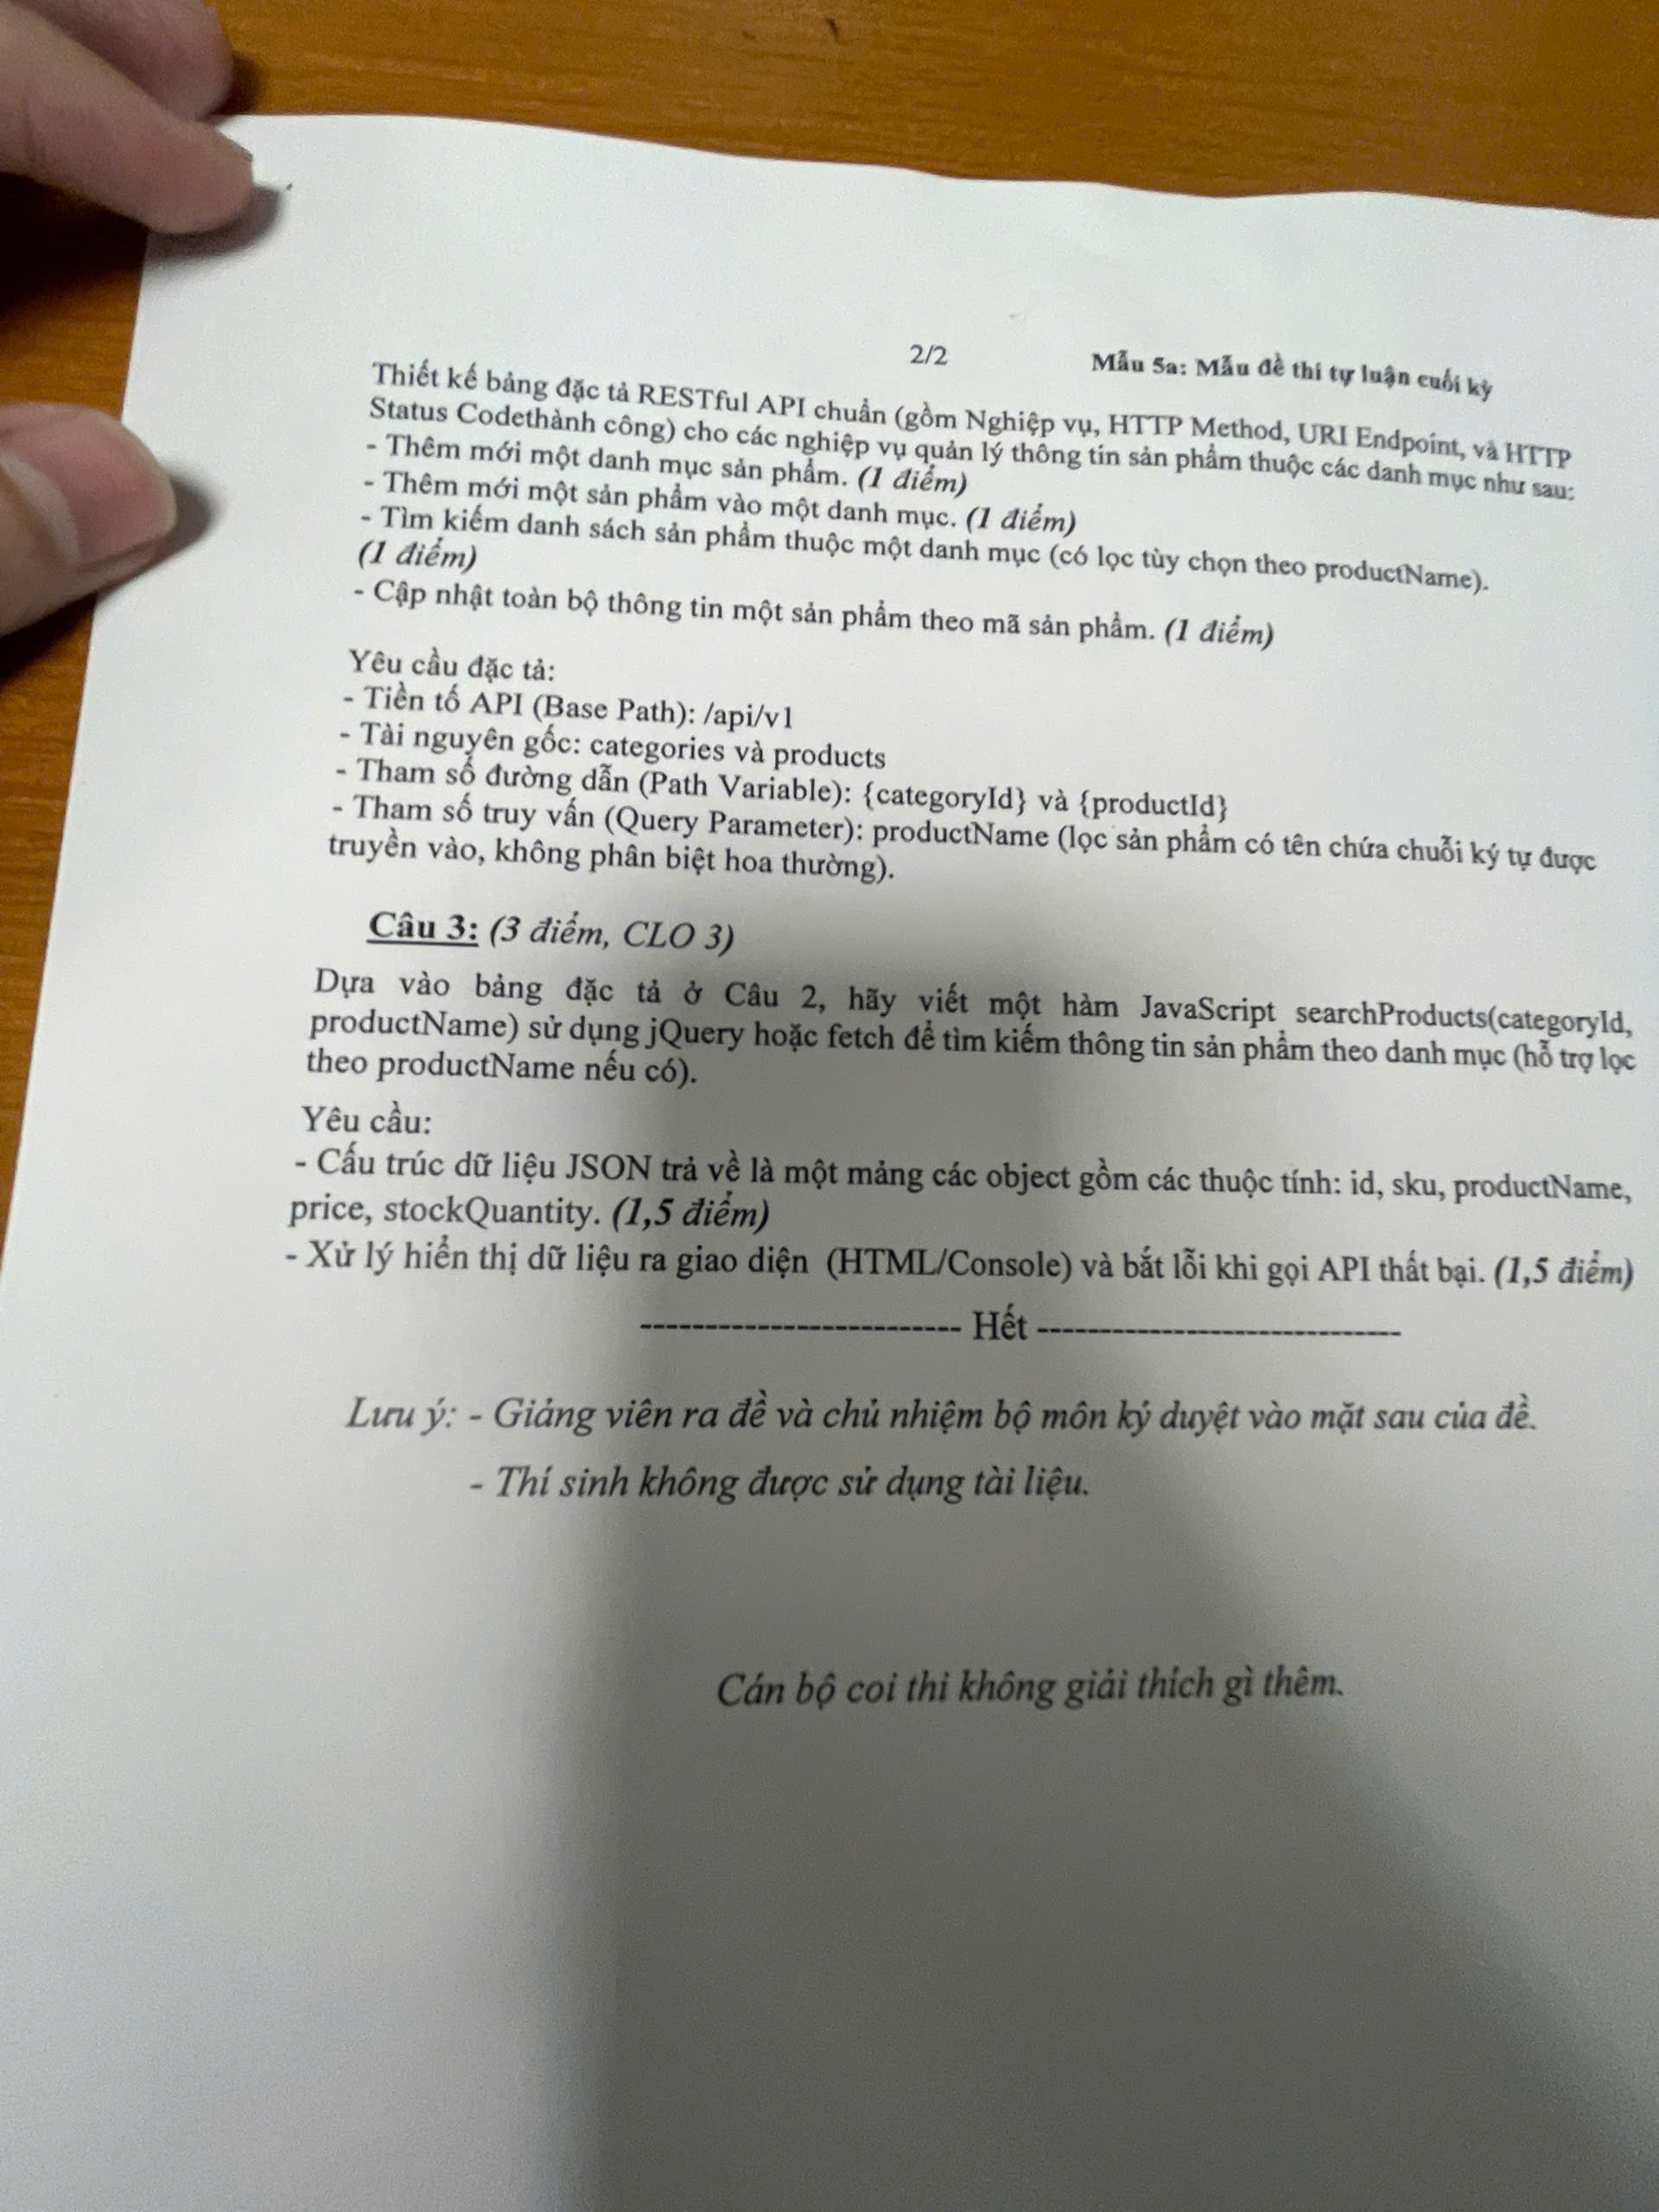 2/2
Mẫu 5a: Mẫu đề thi tự luận cuối kỳ
Thiết kế bảng đặc tả RESTful API chuẩn (gồm Nghiệp vụ, HTTP Method, URI Endpoint, và HTTP
Status Codethành công) cho các nghiệp vụ quản lý thông tin sản phẩm thuộc các danh mục như sau:
- Thêm mới một danh mục sản phẩm. (1 điểm)
- Thêm mới một sản phẩm vào một danh mục. (1 điểm)
- Tìm kiếm danh sách sản phẩm thuộc một danh mục (có lọc tùy chọn theo productName).
(1 điểm)
- Cập nhật toàn bộ thông tin một sản phẩm theo mã sản phẩm. (1 điểm)
Yêu cầu đặc tả:
- Tiền tố API (Base Path): /api/v1
- Tài nguyên gốc: categories và products
- Tham số đường dẫn (Path Variable): {categoryId} và {productId}
- Tham số truy vấn (Query Parameter): productName (lọc sản phẩm có tên chứa chuỗi ký tự được
truyền vào, không phân biệt hoa thường).
Câu 3: (3 điểm, CLO 3)
Dựa vào bảng đặc tả ở Câu 2, hãy viết một hàm JavaScript searchProducts(categoryId,
productName) sử dụng jQuery hoặc fetch để tìm kiếm thông tin sản phẩm theo danh mục (hỗ trợ lọc
theo productName nếu có).
Yêu cầu:
- Cấu trúc dữ liệu JSON trả về là một mảng các object gồm các thuộc tính: id, sku, productName,
price, stockQuantity. (1,5 điểm)
- Xử lý hiển thị dữ liệu ra giao diện (HTML/Console) và bắt lỗi khi gọi API thất bại. (1,5 điểm)
------------------------- Hết ----------------------------
Lưu ý: - Giảng viên ra đề và chủ nhiệm bộ môn ký duyệt vào mặt sau của đề.
- Thí sinh không được sử dụng tài liệu.
Cán bộ coi thi không giải thích gì thêm.